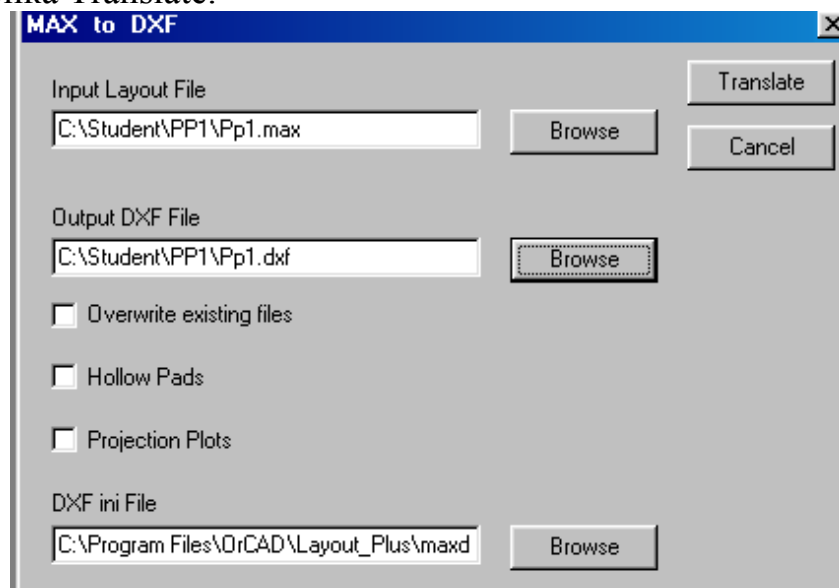 Translate.
MAX to DXF
Input Layout File
Translate
C:\Student\PP1\Pp1.max
Browse
Cancel
Output DXF File
C:\Student\PP1\Pp1.dxf
Browse
Overwrite existing files
Hollow Pads
Projection Plots
DXF ini File
C:\Program Files\OrCAD\Layout_Plus\maxd
Browse